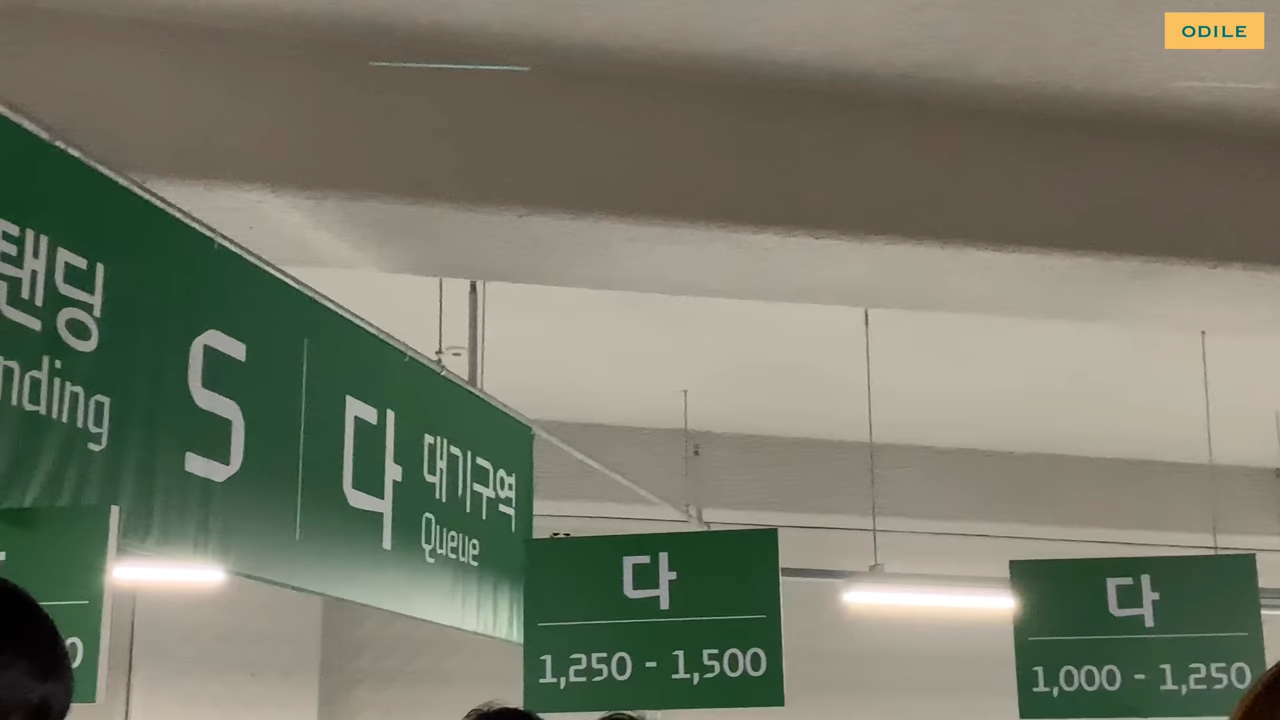 ODILE
탠딩
nding
S
다
대기구역
Queue
다
1,250 - 1,500
다
1,000 - 1,250
0